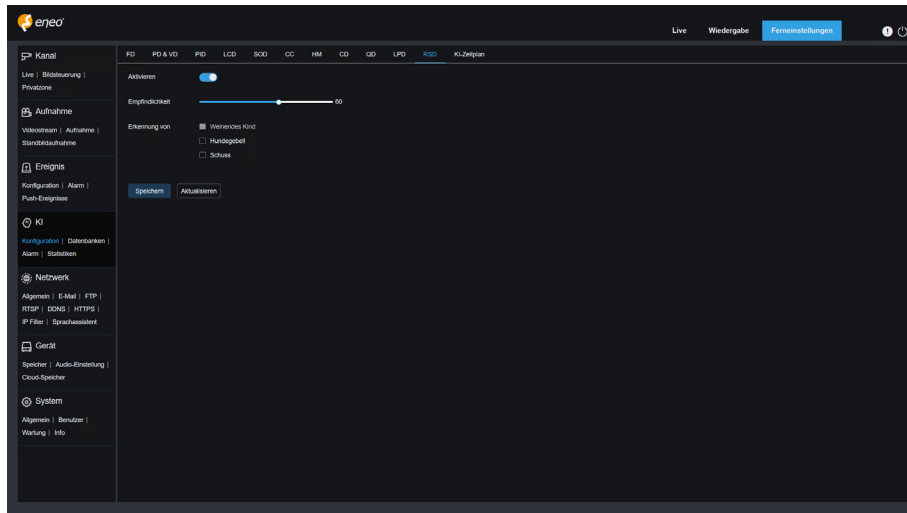 eneo
Live Wiedergabe Ferneinstellungen
Kanal
Live | Bildsteuerung |
Privatzone
Aufnahme
Videostream | Aufnahme |
Standbildaufnahme
Ereignis
Konfiguration | Alarm |
Push-Ereignisse
KI
Konfiguration | Datenbanken |
Alarm | Statistiken
Netzwerk
Allgemein | E-Mail | FTP |
RTSP | DDNS | HTTPS |
IP Filter | Sprachassistent
Gerät
Speicher | Audio-Einstellung |
Cloud-Speicher
System
Allgemein | Benutzer |
Wartung | Info
FD PD & VD PID LCD SOD CC HM CD QD LPD RSD KI-Zeitplan
Aktivieren
Empfindlichkeit 60
Erkennung von Weinendes Kind
Hundegebell
Schuss
Speichern Aktualisieren